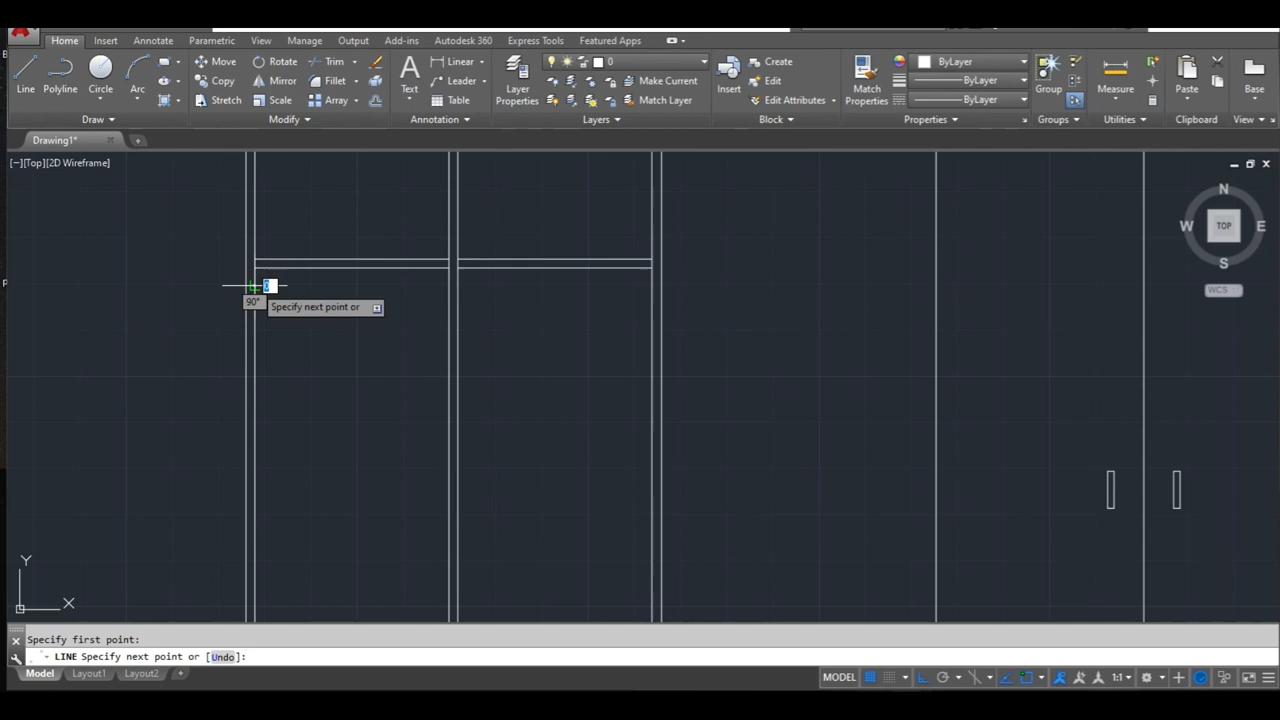 Home Insert Annotate Parametric View Manage Output Add-ins Autodesk 360 Express Tools Featured Apps
Line
Polyline
Circle
Arc
Move Rotate Trim
Copy Mirror Fillet
Stretch Scale Array
Text
Linear
Leader
Table
Layer
Properties
0
Make Current
Match Layer
Insert
Create
Edit
Edit Attributes
Match
Properties
ByLayer
ByLayer
ByLayer
Group
Measure
Paste
Base
Draw Modify Annotation Layers Block Properties Groups Utilities Clipboard View
Drawing1* +
[−][Top][2D Wireframe]
N
W TOP E
S
WCS
0
90° Specify next point or
Y
X
Specify first point:
LINE Specify next point or [Undo]:
Model Layout1 Layout2 + MODEL 1:1